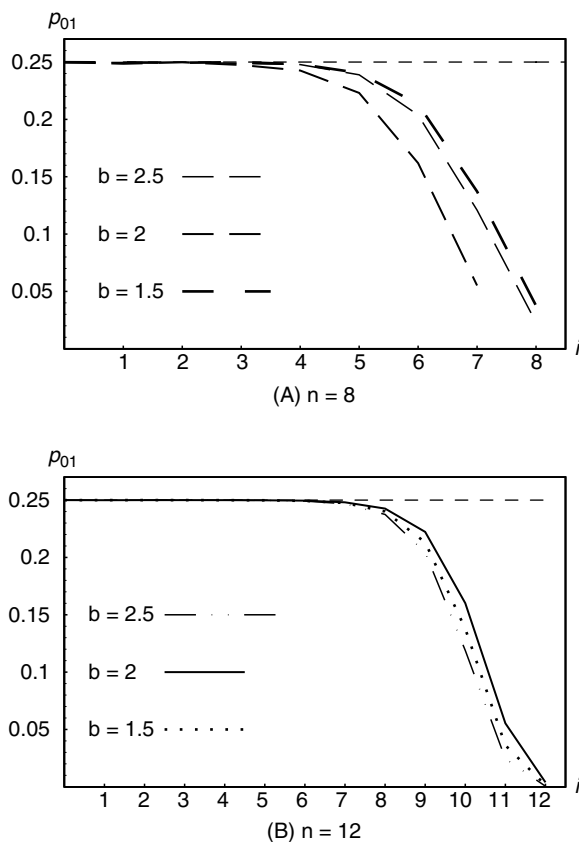 p01
0.25
0.2
0.15
0.1
0.05
b = 2.5
b = 2
b = 1.5
1 2 3 4 5 6 7 8
i
(A) n = 8
p01
0.25
0.2
0.15
0.1
0.05
b = 2.5
b = 2
b = 1.5
1 2 3 4 5 6 7 8 9 10 11 12
i
(B) n = 12